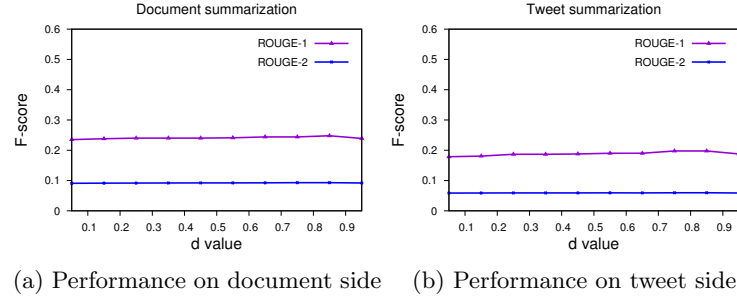 Document summarization
0.6
0.5
0.4
0.3
0.2
0.1
0
F-score
ROUGE-1
ROUGE-2
0.1 0.2 0.3 0.4 0.5 0.6 0.7 0.8 0.9
d value
(a) Performance on document side
Tweet summarization
0.6
0.5
0.4
0.3
0.2
0.1
0
F-score
ROUGE-1
ROUGE-2
0.1 0.2 0.3 0.4 0.5 0.6 0.7 0.8 0.9
d value
(b) Performance on tweet side